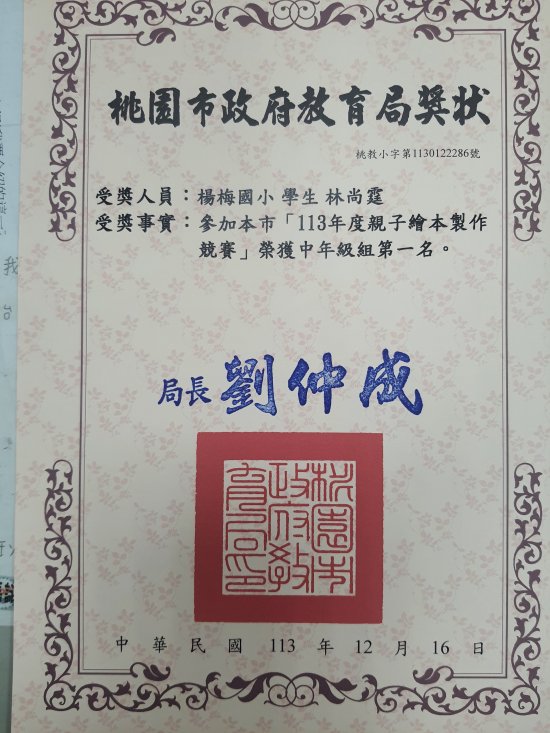 桃園市政府教育局獎狀
桃教小字第1130122286號
受獎人員：楊梅國小 學生 林尚霆
受獎事實：參加本市「113年度親子繪本製作
競賽」榮獲中年級組第一名。
局長 劉仲成
桃園市
政府教
育局印
中華民國 113 年 12 月 16 日
我